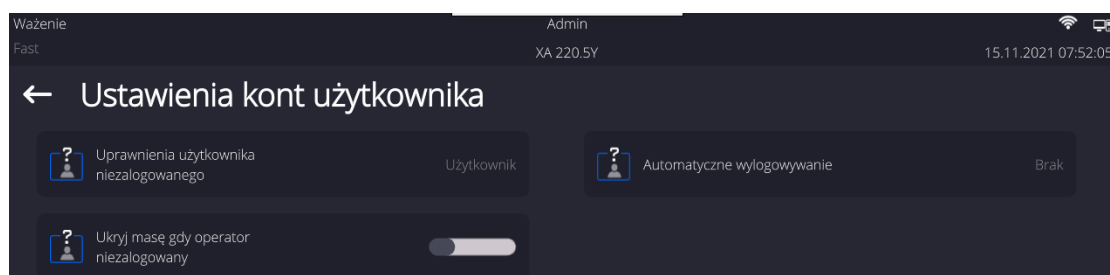 Ważenie Admin
Fast XA 220.5Y 15.11.2021 07:52:05
Ustawienia kont użytkownika
Uprawnienia użytkownika
niezalogowanego
Użytkownik
Automatyczne wylogowywanie Brak
Ukryj masę gdy operator
niezalogowany